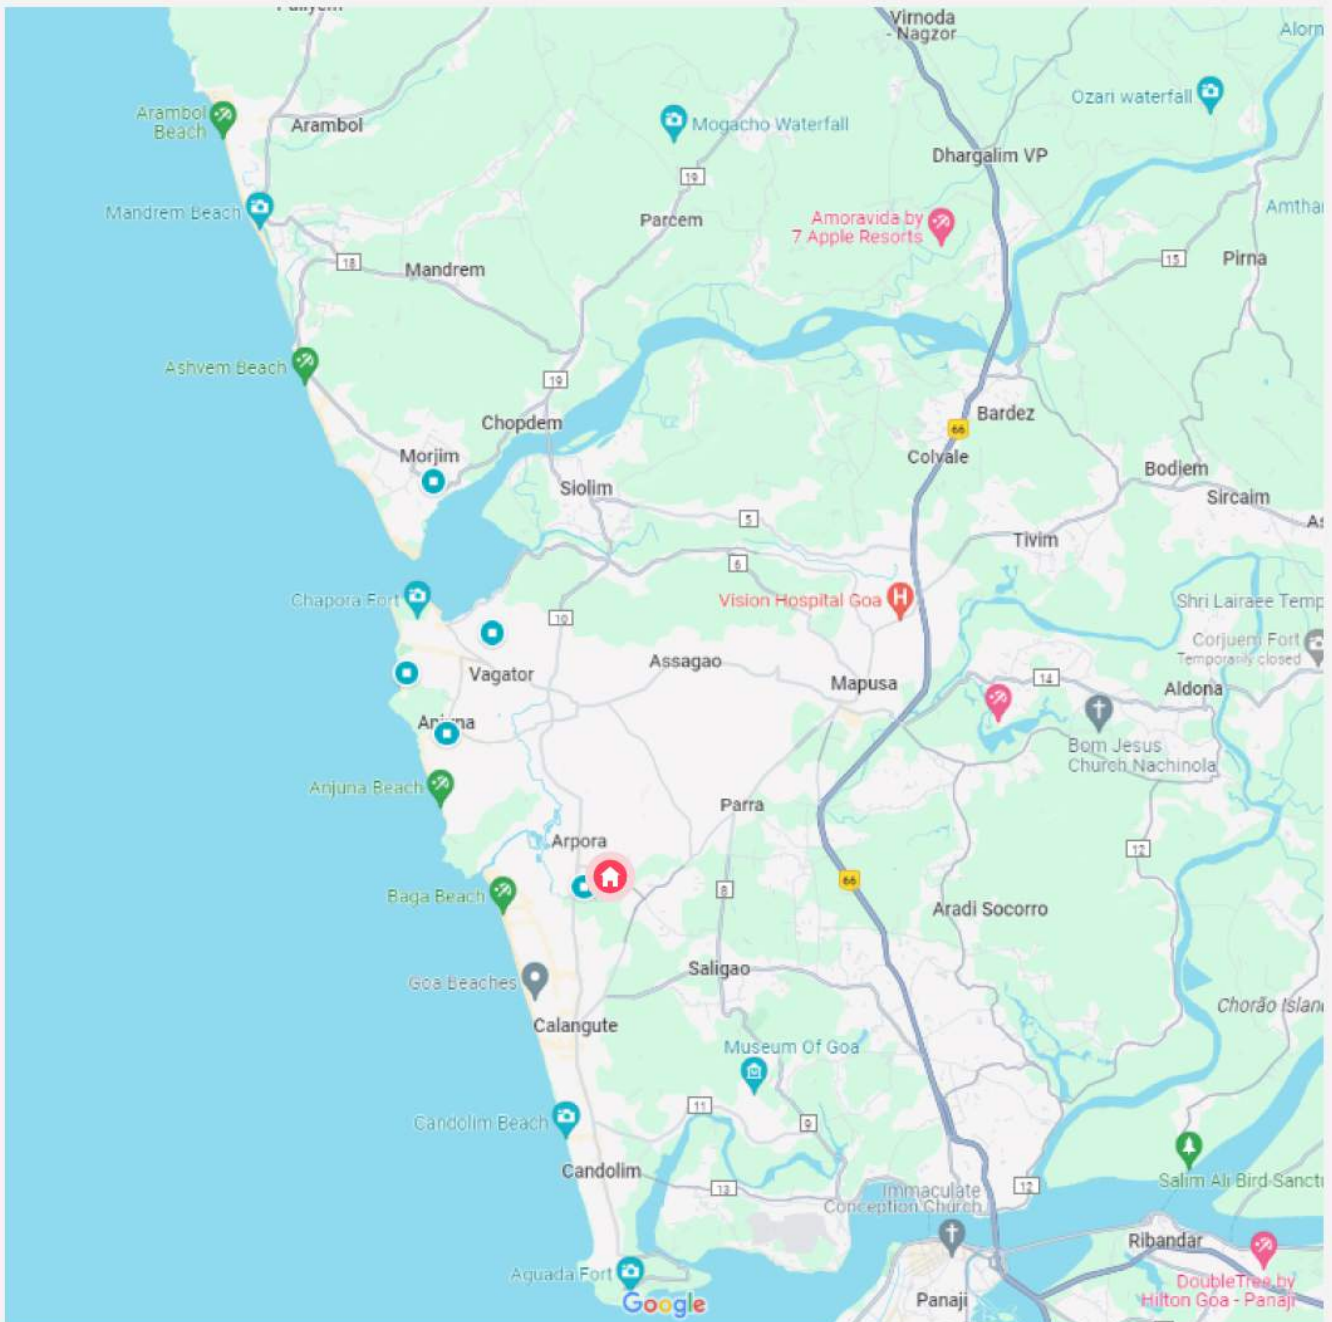 Virnoda
- Nagzor
Arambol
Beach
Arambol
Mogacho Waterfall
Ozari waterfall
Dhargalim VP
19
Mandrem Beach
Parcem
Amoravida by
7 Apple Resorts
18
Mandrem
15
Pirna
Ashvem Beach
19
Chopdem
Bardez
66
Colvale
Morjim
Siolim
Bodiem
Sircaim
5
Tivim
6
Chapora Fort
Vision Hospital Goa
H
10
Shri Lairaee Temp
Corjuem Fort
Temporarily closed
Vagator
Assagao
Mapusa
14
Aldona
Anjuna
Bom Jesus
Church Nachinola
Anjuna Beach
Parra
Arpora
12
Baga Beach
8
66
Aradi Socorro
Saligao
Goa Beaches
Calangute
Chorão Islan
Museum Of Goa
11
9
Candolim Beach
Candolim
13
Immaculate
Conception Church
12
Salim Ali Bird Sanctu
Ribandar
Aguada Fort
Google
Panaji
DoubleTree by
Hilton Goa - Panaji